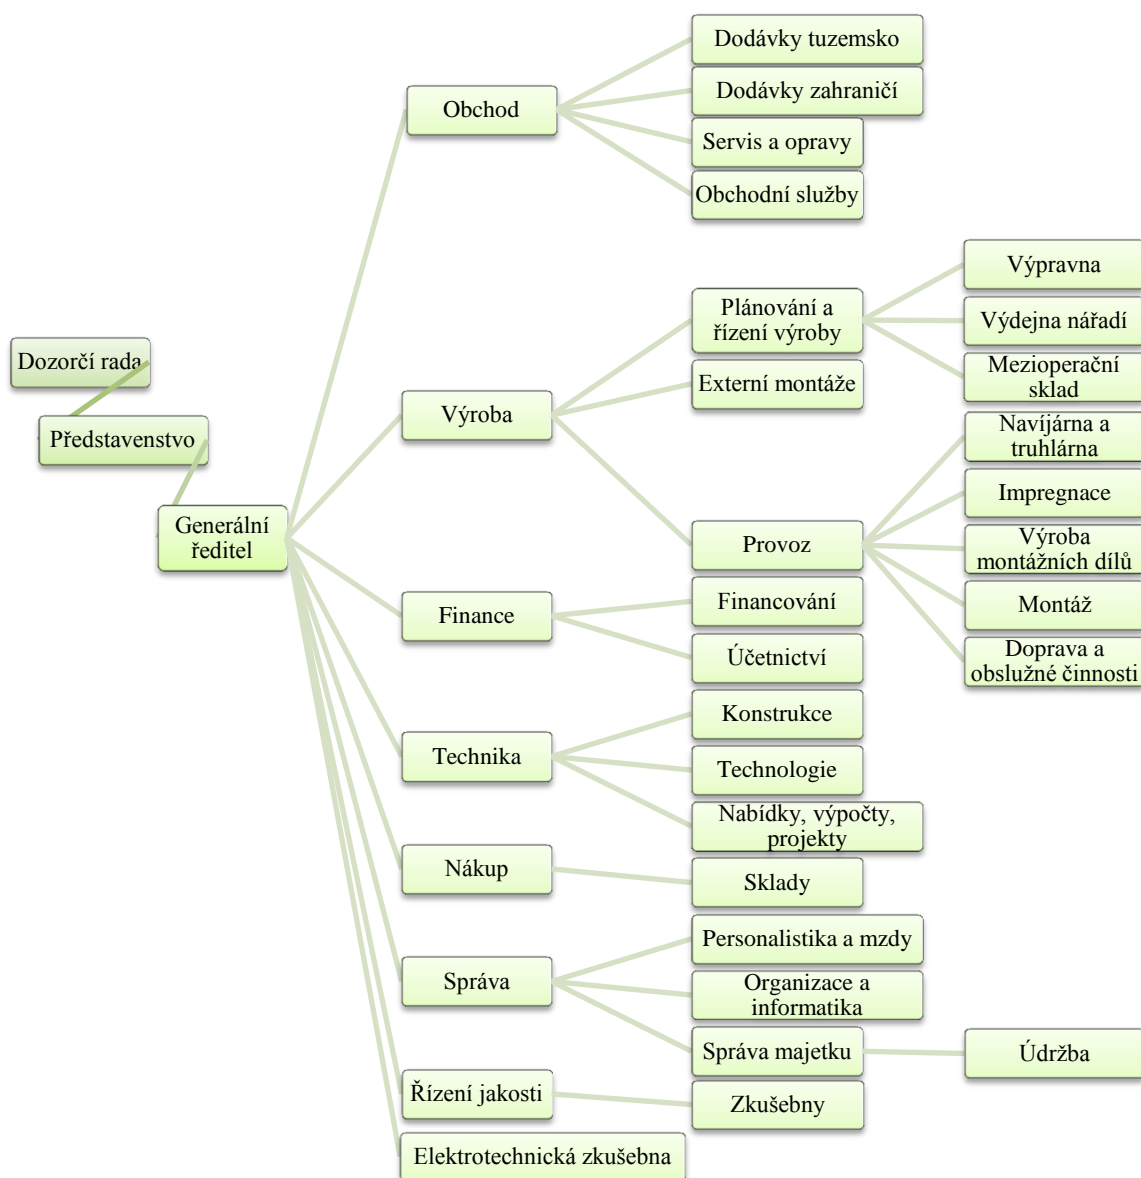 Dozorčí rada
Představenstvo
Generální
ředitel
Obchod
Dodávky tuzemsko
Dodávky zahraničí
Servis a opravy
Obchodní služby
Výroba
Plánování a
řízení výroby
Výpravna
Výdejna nářadí
Mezioperační
sklad
Externí montáže
Provoz
Navíjárna a
truhlárna
Impregnace
Výroba
montážních dílů
Montáž
Doprava a
obslužné činnosti
Finance
Financování
Účetnictví
Technika
Konstrukce
Technologie
Nabídky, výpočty,
projekty
Nákup
Sklady
Správa
Personalistika a mzdy
Organizace a
informatika
Správa majetku
Údržba
Řízení jakosti
Zkušebny
Elektrotechnická zkušebna